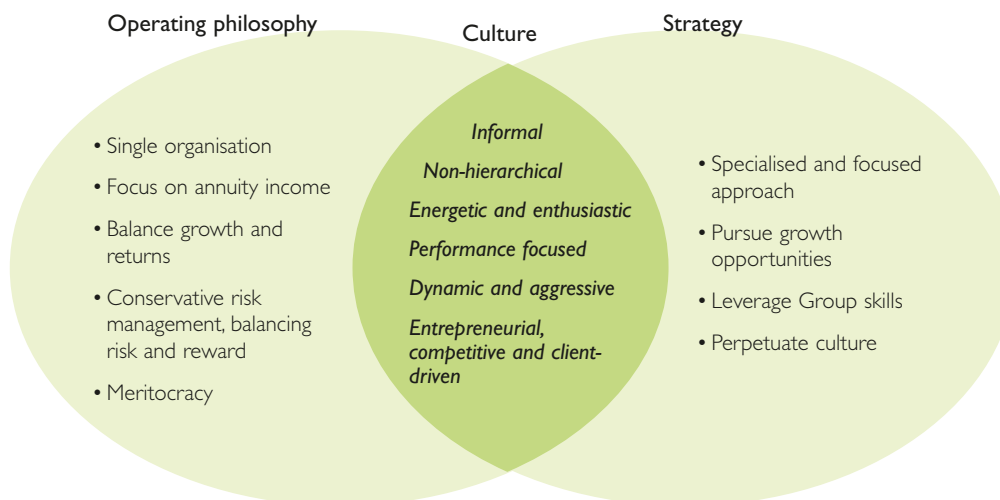 Operating philosophy
• Single organisation
• Focus on annuity income
• Balance growth and
returns
• Conservative risk
management, balancing
risk and reward
• Meritocracy
Culture
Informal
Non-hierarchical
Energetic and enthusiastic
Performance focused
Dynamic and aggressive
Entrepreneurial,
competitive and client-
driven
Strategy
• Specialised and focused
approach
• Pursue growth
opportunities
• Leverage Group skills
• Perpetuate culture